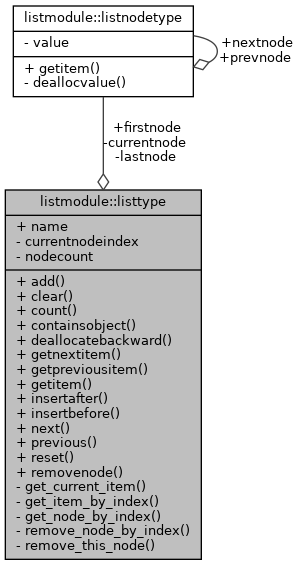 listmodule::listnodetype
- value
+ getitem()
- deallocvalue()
+nextnode
+prevnode
+firstnode
-currentnode
-lastnode
listmodule::listtype
+ name
- currentnodeindex
- nodecount
+ add()
+ clear()
+ count()
+ containsobject()
+ deallocatebackward()
+ getnextitem()
+ getpreviousitem()
+ getitem()
+ insertafter()
+ insertbefore()
+ next()
+ previous()
+ reset()
+ removenode()
- get_current_item()
- get_item_by_index()
- get_node_by_index()
- remove_node_by_index()
- remove_this_node()